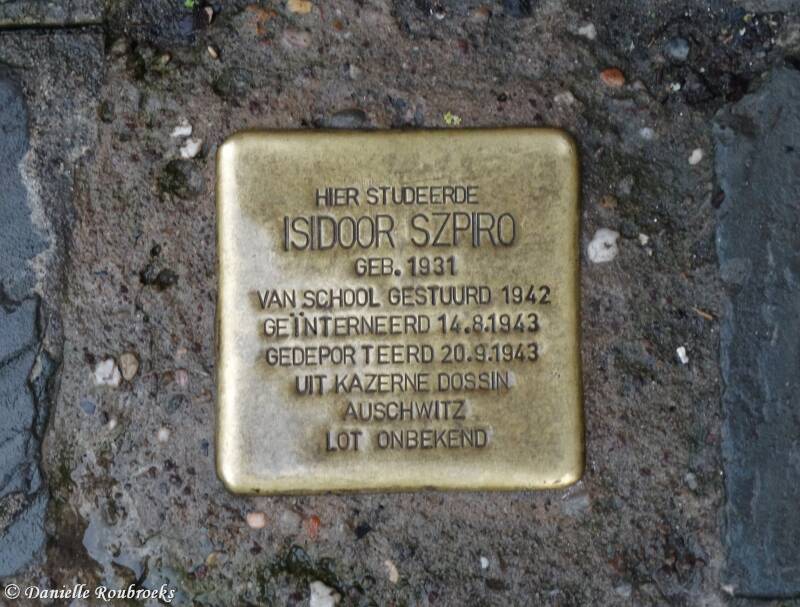 HIER STUDEERDE
ISIDOOR SZPIRO
GEB. 1931
VAN SCHOOL GESTUURD 1942
GEÏNTERNEERD 14.8.1943
GEDEPORTEERD 20.9.1943
UIT KAZERNE DOSSIN
AUSCHWITZ
LOT ONBEKEND
© Danielle Roubroeks